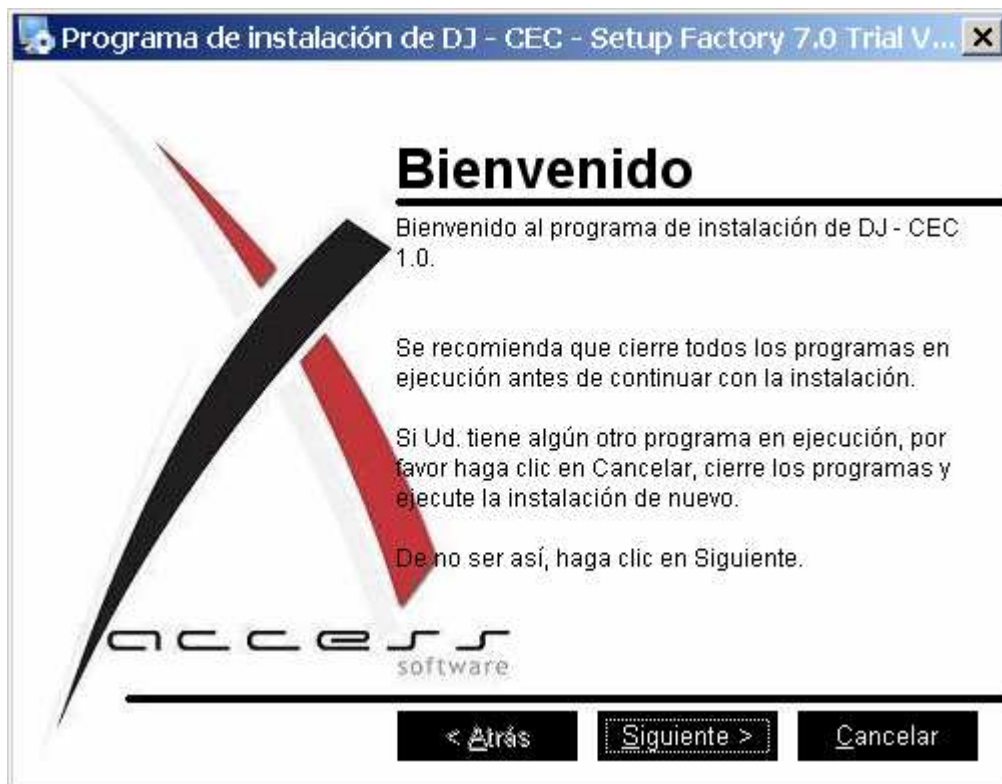 Programa de instalación de DJ - CEC - Setup Factory 7.0 Trial V...
Bienvenido
Bienvenido al programa de instalación de DJ - CEC
1.0.
Se recomienda que cierre todos los programas en
ejecución antes de continuar con la instalación.
Si Ud. tiene algún otro programa en ejecución, por
favor haga clic en Cancelar, cierre los programas y
ejecute la instalación de nuevo.
De no ser así, haga clic en Siguiente.
access
software
< Atrás
Siguiente >
Cancelar